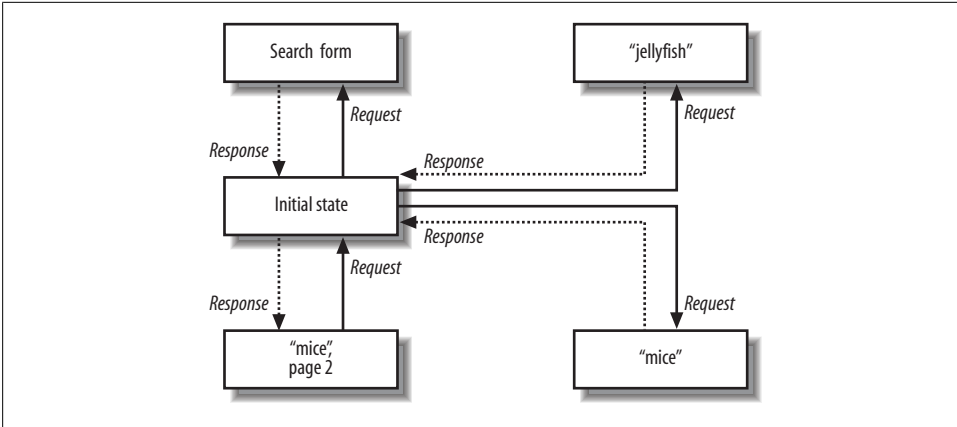 Search form
“jellyfish”
Request
Request
Response
Response
Initial state
Response
Request
Response
Request
“mice”,
page 2
“mice”